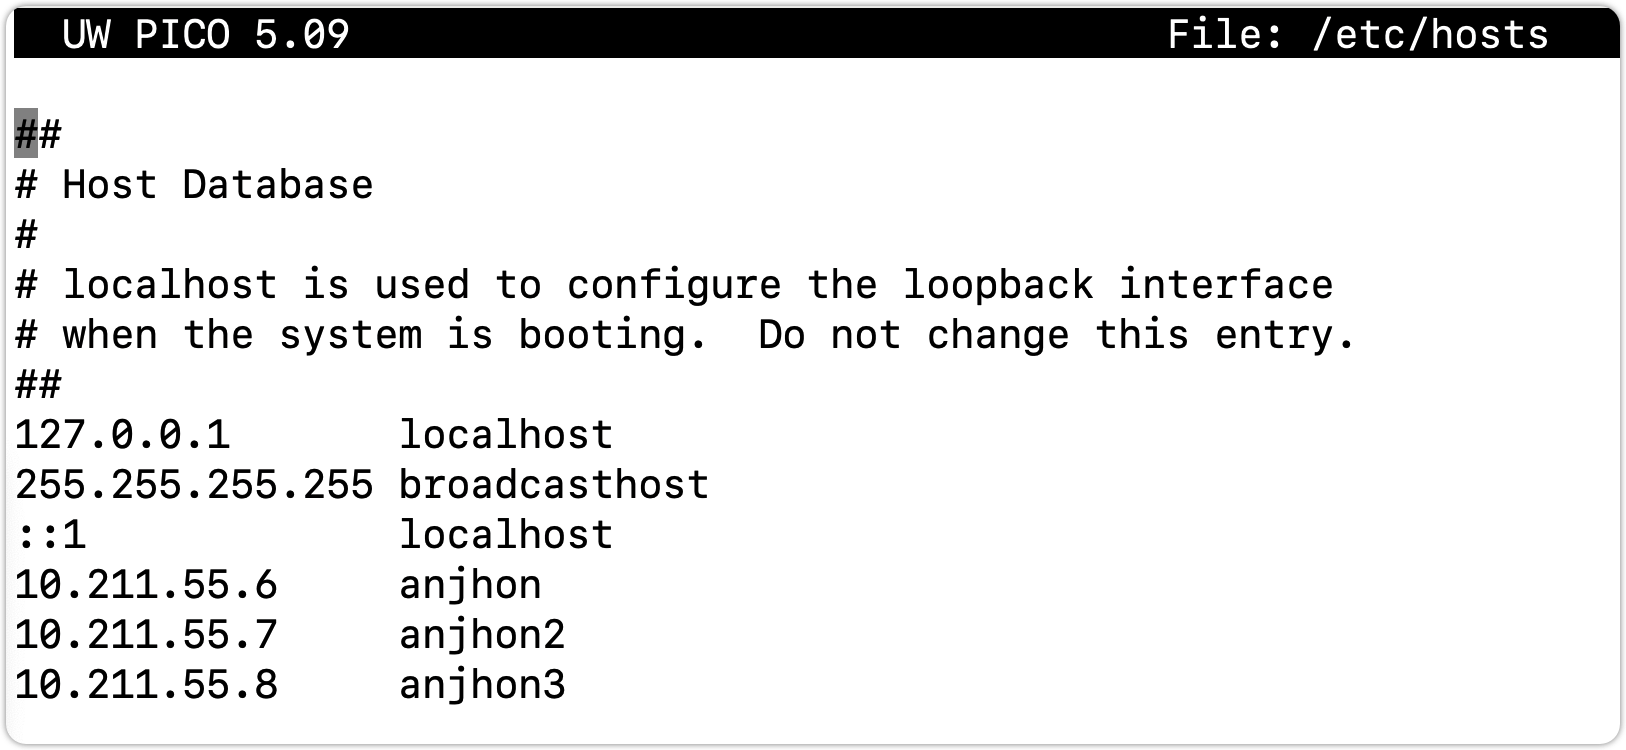 UW PICO 5.09                                  File: /etc/hosts
##
# Host Database
#
# localhost is used to configure the loopback interface
# when the system is booting.  Do not change this entry.
##
127.0.0.1       localhost
255.255.255.255 broadcasthost
::1             localhost
10.211.55.6     anjhon
10.211.55.7     anjhon2
10.211.55.8     anjhon3